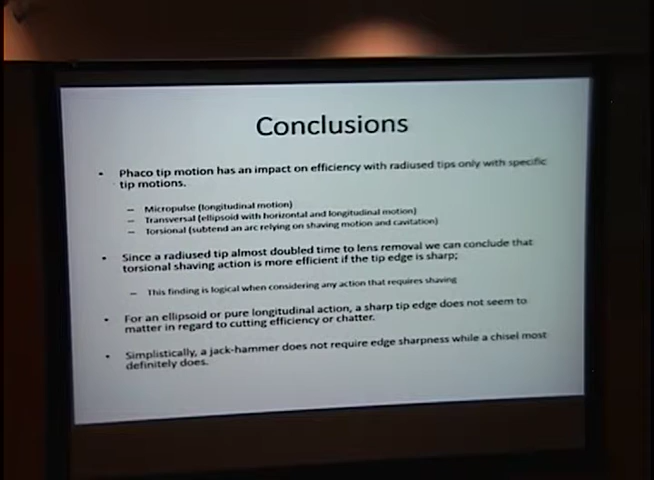 Conclusions
• Phaco tip motion has an impact on efficiency with radiused tips only with specific
tip motions.
– Micropulse (longitudinal motion)
– Transversal (ellipsoid with horizontal and longitudinal motion)
– Torsional (subtend an arc relying on shaving motion and cavitation)
• Since a radiused tip almost doubled time to lens removal we can conclude that
torsional shaving action is more efficient if the tip edge is sharp;
– This finding is logical when considering any action that requires shaving
• For an ellipsoid or pure longitudinal action, a sharp tip edge does not seem to
matter in regard to cutting efficiency or chatter.
• Simplistically, a jack-hammer does not require edge sharpness while a chisel most
definitely does.